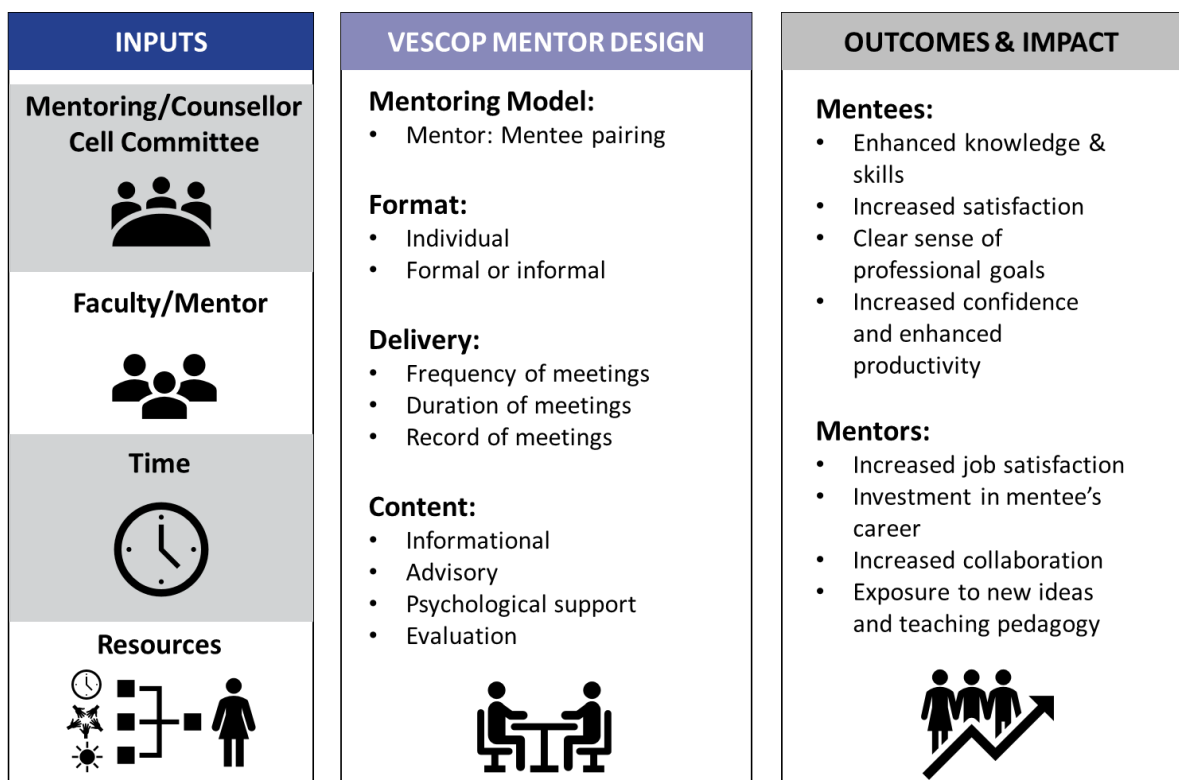 INPUTS
Mentoring/Counsellor
Cell Committee
Faculty/Mentor
Time
Resources
VESCOP MENTOR DESIGN
Mentoring Model:
• Mentor: Mentee pairing
Format:
• Individual
• Formal or informal
Delivery:
• Frequency of meetings
• Duration of meetings
• Record of meetings
Content:
• Informational
• Advisory
• Psychological support
• Evaluation
OUTCOMES & IMPACT
Mentees:
• Enhanced knowledge &
skills
• Increased satisfaction
• Clear sense of
professional goals
• Increased confidence
and enhanced
productivity
Mentors:
• Increased job satisfaction
• Investment in mentee’s
career
• Increased collaboration
• Exposure to new ideas
and teaching pedagogy